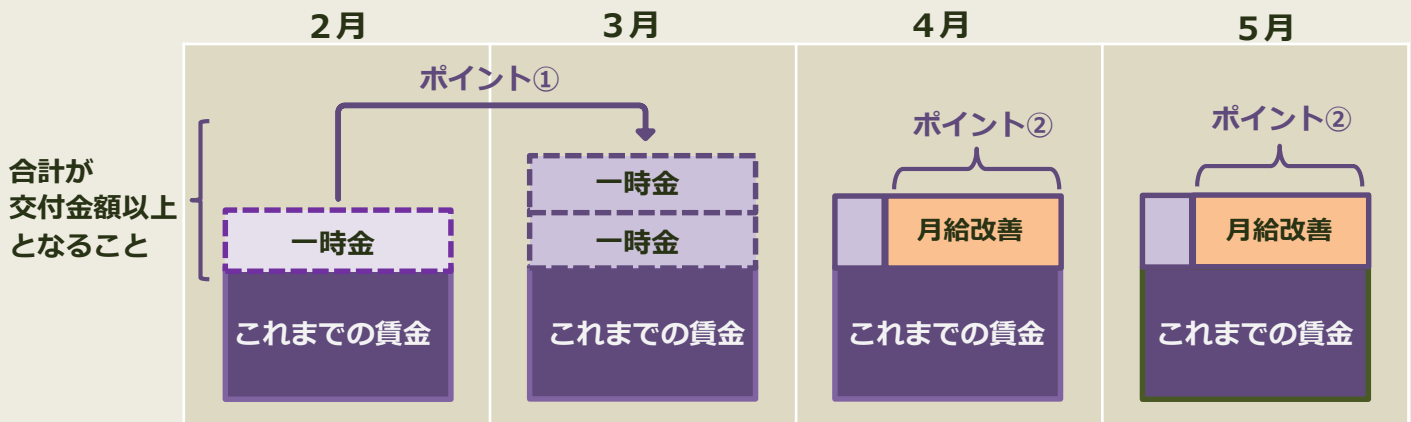 ２月
３月
４月
５月
ポイント①
ポイント②
ポイント②
合計が
交付金額以上
となること
一時金
一時金
一時金
月給改善
月給改善
これまでの賃金
これまでの賃金
これまでの賃金
これまでの賃金